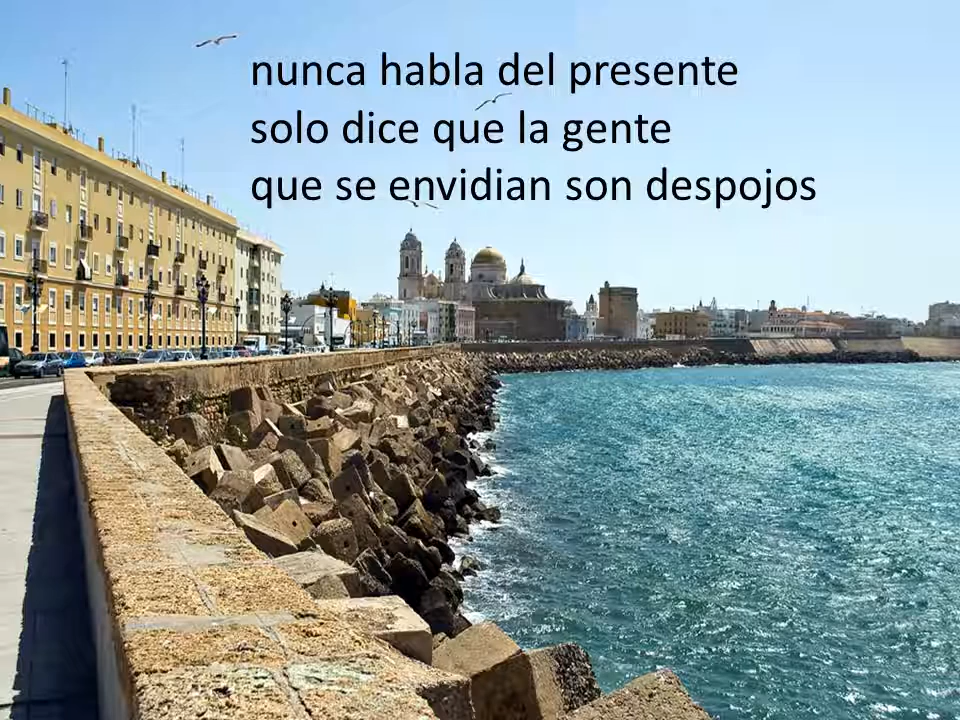 nunca habla del presente
solo dice que la gente
que se envidian son despojos